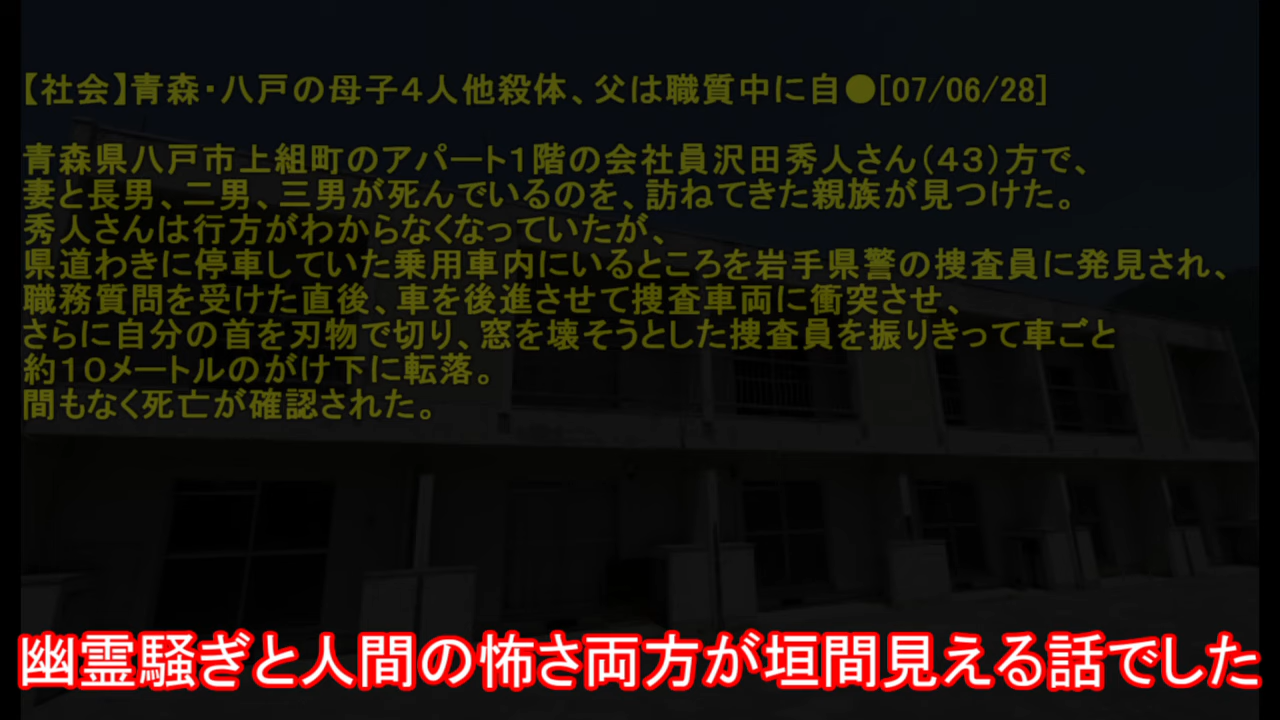 【社会】青森・八戸の母子４人他殺体、父は職質中に自●[07/06/28]
青森県八戸市上組町のアパート１階の会社員沢田秀人さん（４３）方で、
妻と長男、二男、三男が死んでいるのを、訪ねてきた親族が見つけた。
秀人さんは行方がわからなくなっていたが、
県道わきに停車していた乗用車内にいるところを岩手県警の捜査員に発見され、
職務質問を受けた直後、車を後進させて捜査車両に衝突させ、
さらに自分の首を刃物で切り、窓を壊そうとした捜査員を振りきって車ごと
約１０メートルのがけ下に転落。
間もなく死亡が確認された。
幽霊騒ぎと人間の怖さ両方が垣間見える話でした